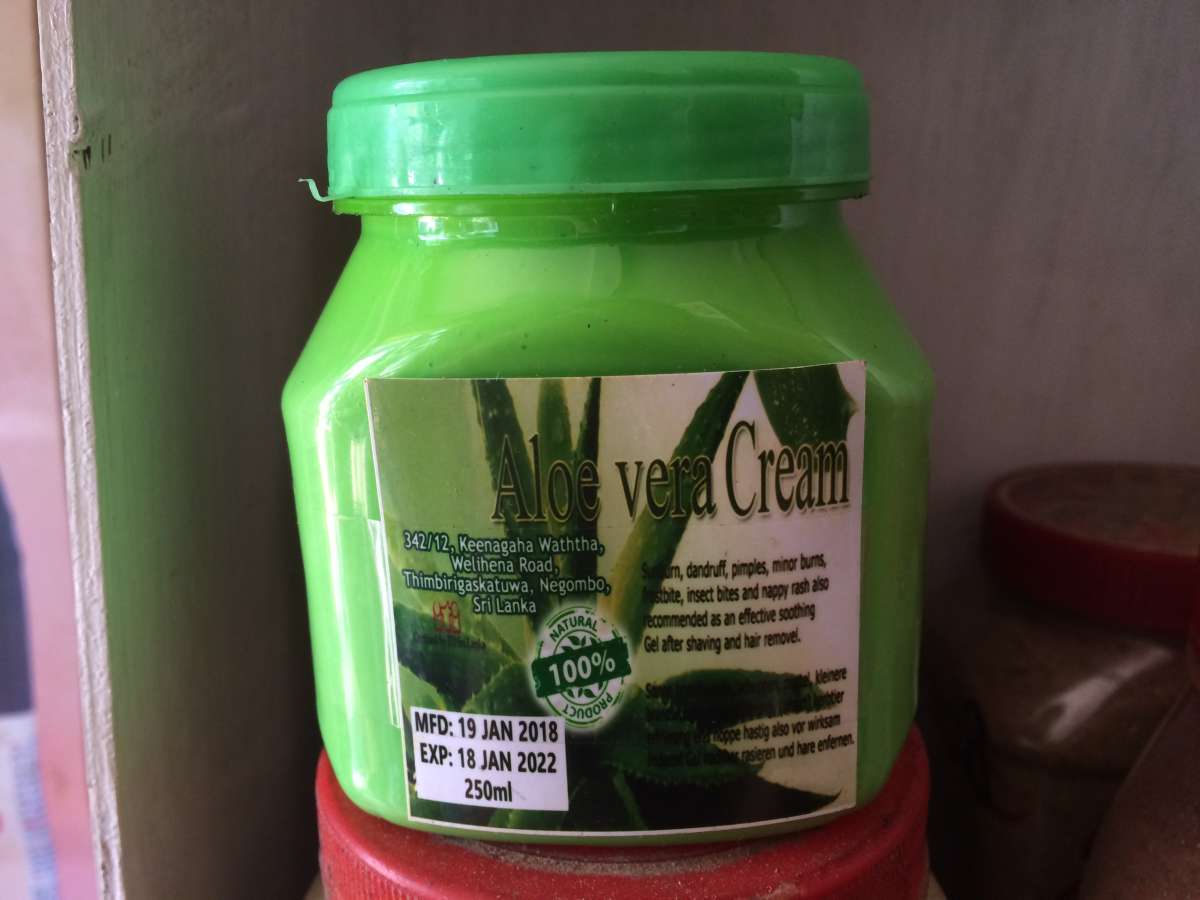 Aloe vera Cream
342/12, Keenagaha Waththa,
Welihena Road,
Thimbirigaskatuwa, Negombo,
Sri Lanka
NATURAL
100%
PRODUCT
MFD: 19 JAN 2018
EXP: 18 JAN 2022
250ml
dandruff, pimples, minor burns,
insect bites and nappy rash also
recommended as an effective soothing
Gel after shaving and hair removel.
kleinere
hastig also vor wirksam
rasieren und hare enfernen.